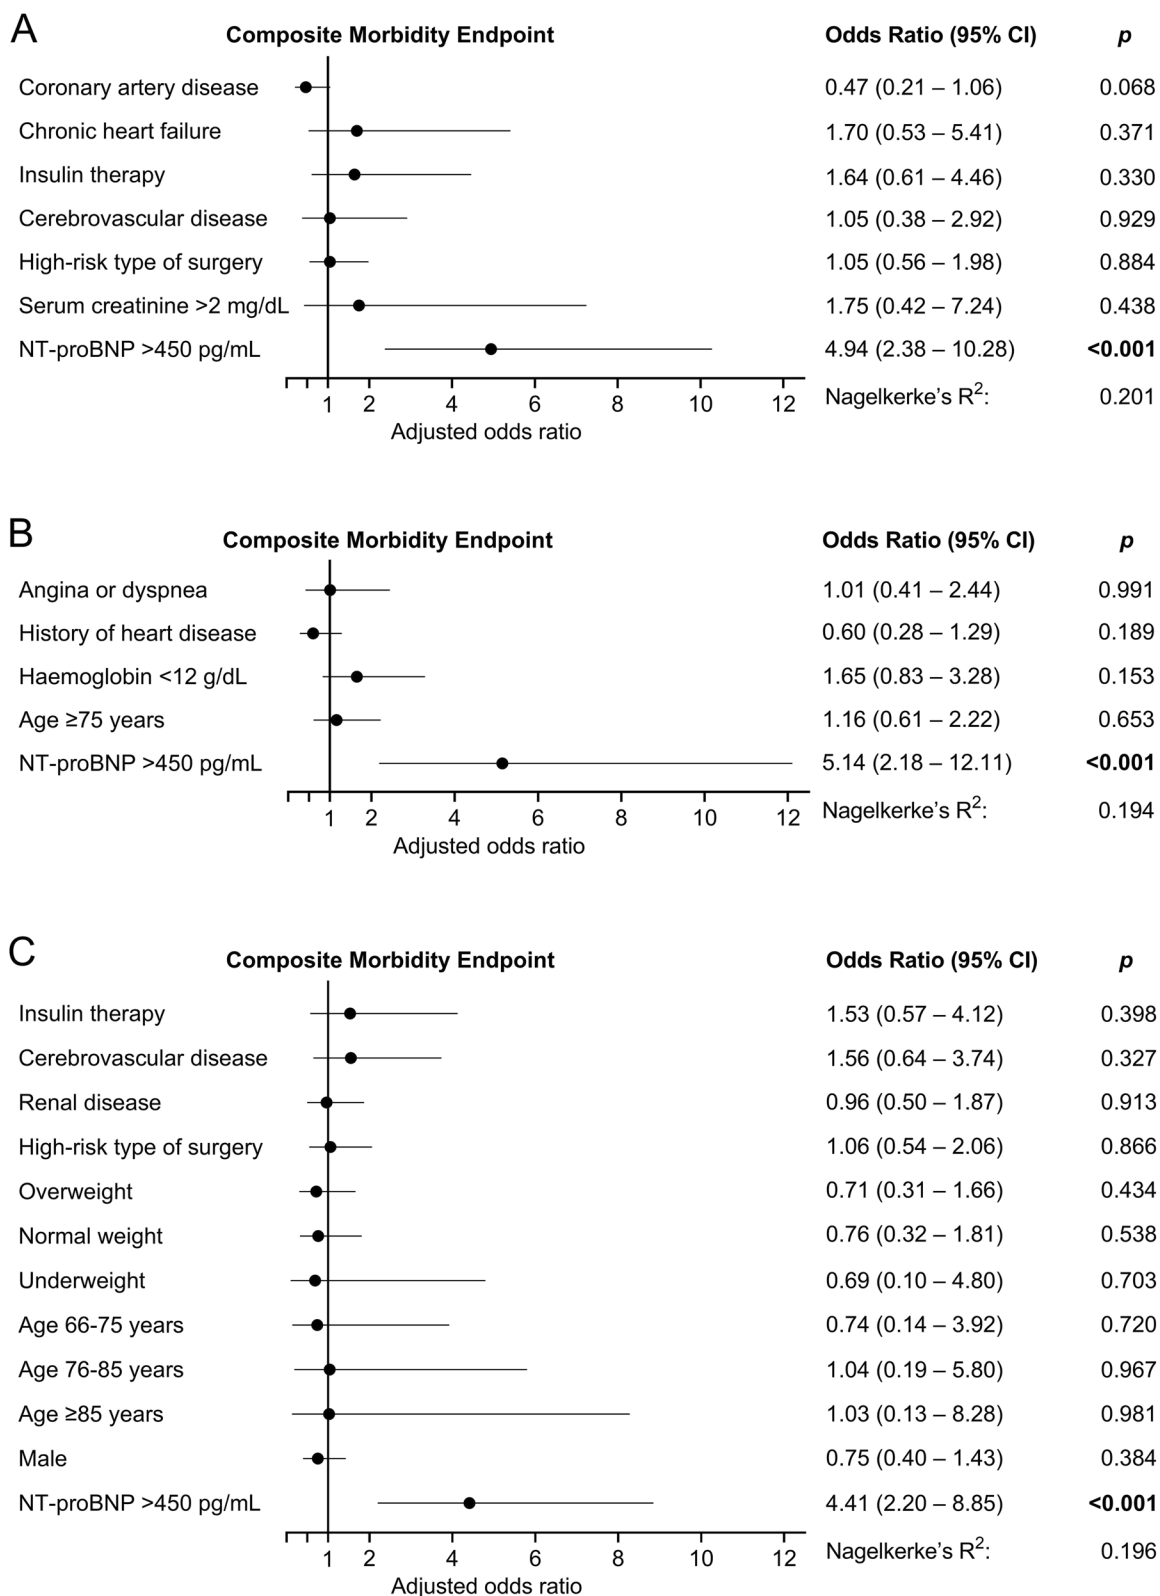 A
Composite Morbidity Endpoint Odds Ratio (95% CI) p
Coronary artery disease 0.47 (0.21 – 1.06) 0.068
Chronic heart failure 1.70 (0.53 – 5.41) 0.371
Insulin therapy 1.64 (0.61 – 4.46) 0.330
Cerebrovascular disease 1.05 (0.38 – 2.92) 0.929
High-risk type of surgery 1.05 (0.56 – 1.98) 0.884
Serum creatinine >2 mg/dL 1.75 (0.42 – 7.24) 0.438
NT-proBNP >450 pg/mL 4.94 (2.38 – 10.28) <0.001
1 2 4 6 8 10 12 Nagelkerke's R²: 0.201
Adjusted odds ratio
B
Composite Morbidity Endpoint Odds Ratio (95% CI) p
Angina or dyspnea 1.01 (0.41 – 2.44) 0.991
History of heart disease 0.60 (0.28 – 1.29) 0.189
Haemoglobin <12 g/dL 1.65 (0.83 – 3.28) 0.153
Age ≥75 years 1.16 (0.61 – 2.22) 0.653
NT-proBNP >450 pg/mL 5.14 (2.18 – 12.11) <0.001
1 2 4 6 8 10 12 Nagelkerke's R²: 0.194
Adjusted odds ratio
C
Composite Morbidity Endpoint Odds Ratio (95% CI) p
Insulin therapy 1.53 (0.57 – 4.12) 0.398
Cerebrovascular disease 1.56 (0.64 – 3.74) 0.327
Renal disease 0.96 (0.50 – 1.87) 0.913
High-risk type of surgery 1.06 (0.54 – 2.06) 0.866
Overweight 0.71 (0.31 – 1.66) 0.434
Normal weight 0.76 (0.32 – 1.81) 0.538
Underweight 0.69 (0.10 – 4.80) 0.703
Age 66-75 years 0.74 (0.14 – 3.92) 0.720
Age 76-85 years 1.04 (0.19 – 5.80) 0.967
Age ≥85 years 1.03 (0.13 – 8.28) 0.981
Male 0.75 (0.40 – 1.43) 0.384
NT-proBNP >450 pg/mL 4.41 (2.20 – 8.85) <0.001
1 2 4 6 8 10 12 Nagelkerke's R²: 0.196
Adjusted odds ratio